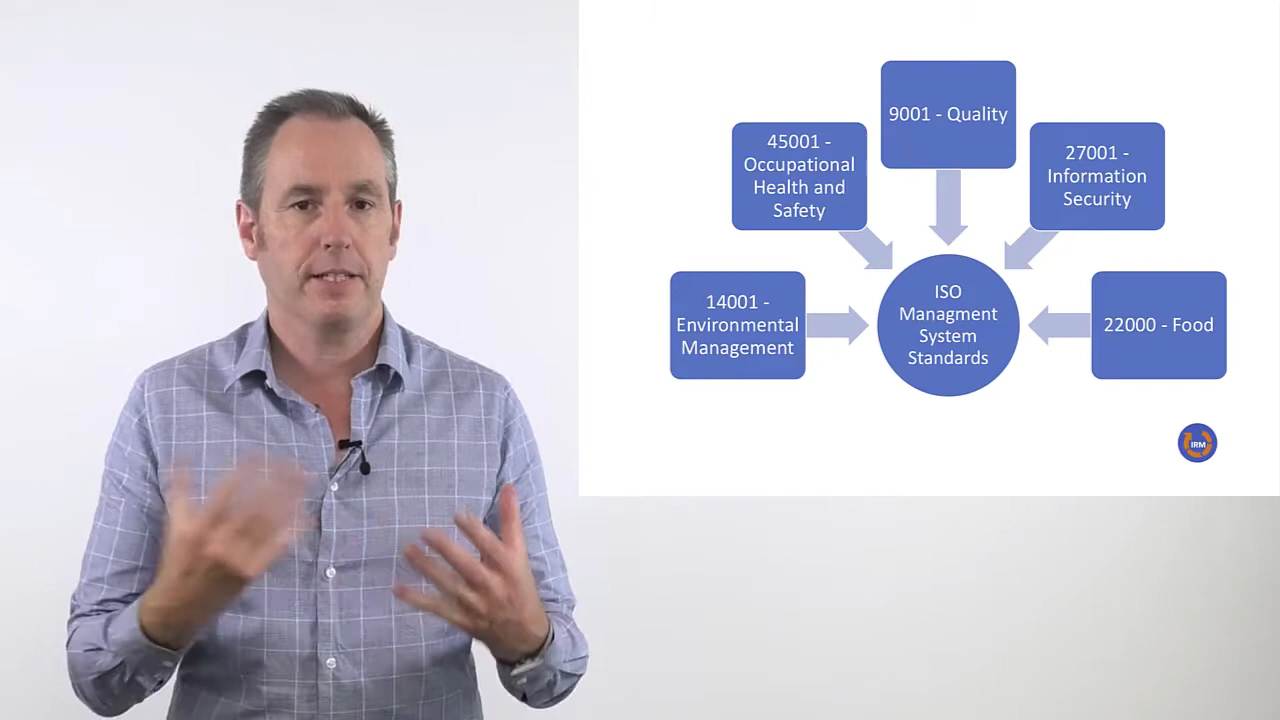 9001 - Quality
45001 -
Occupational
Health and
Safety
27001 -
Information
Security
14001 -
Environmental
Management
ISO
Managment
System
Standards
22000 - Food
IRM